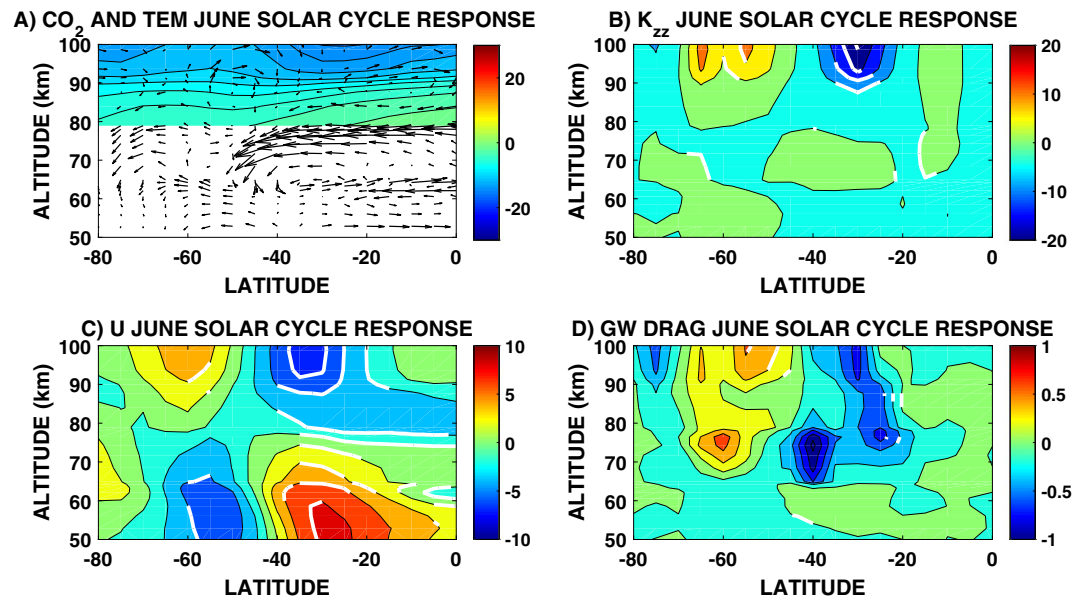 A) CO2 AND TEM JUNE SOLAR CYCLE RESPONSE
ALTITUDE (km)
100
90
80
70
60
50
-80 -60 -40 -20 0
LATITUDE
20
0
-20
B) Kzz JUNE SOLAR CYCLE RESPONSE
ALTITUDE (km)
100
90
80
70
60
50
-80 -60 -40 -20 0
LATITUDE
20
10
0
-10
-20
C) U JUNE SOLAR CYCLE RESPONSE
ALTITUDE (km)
100
90
80
70
60
50
-80 -60 -40 -20 0
LATITUDE
10
5
0
-5
-10
D) GW DRAG JUNE SOLAR CYCLE RESPONSE
ALTITUDE (km)
100
90
80
70
60
50
-80 -60 -40 -20 0
LATITUDE
1
0.5
0
-0.5
-1